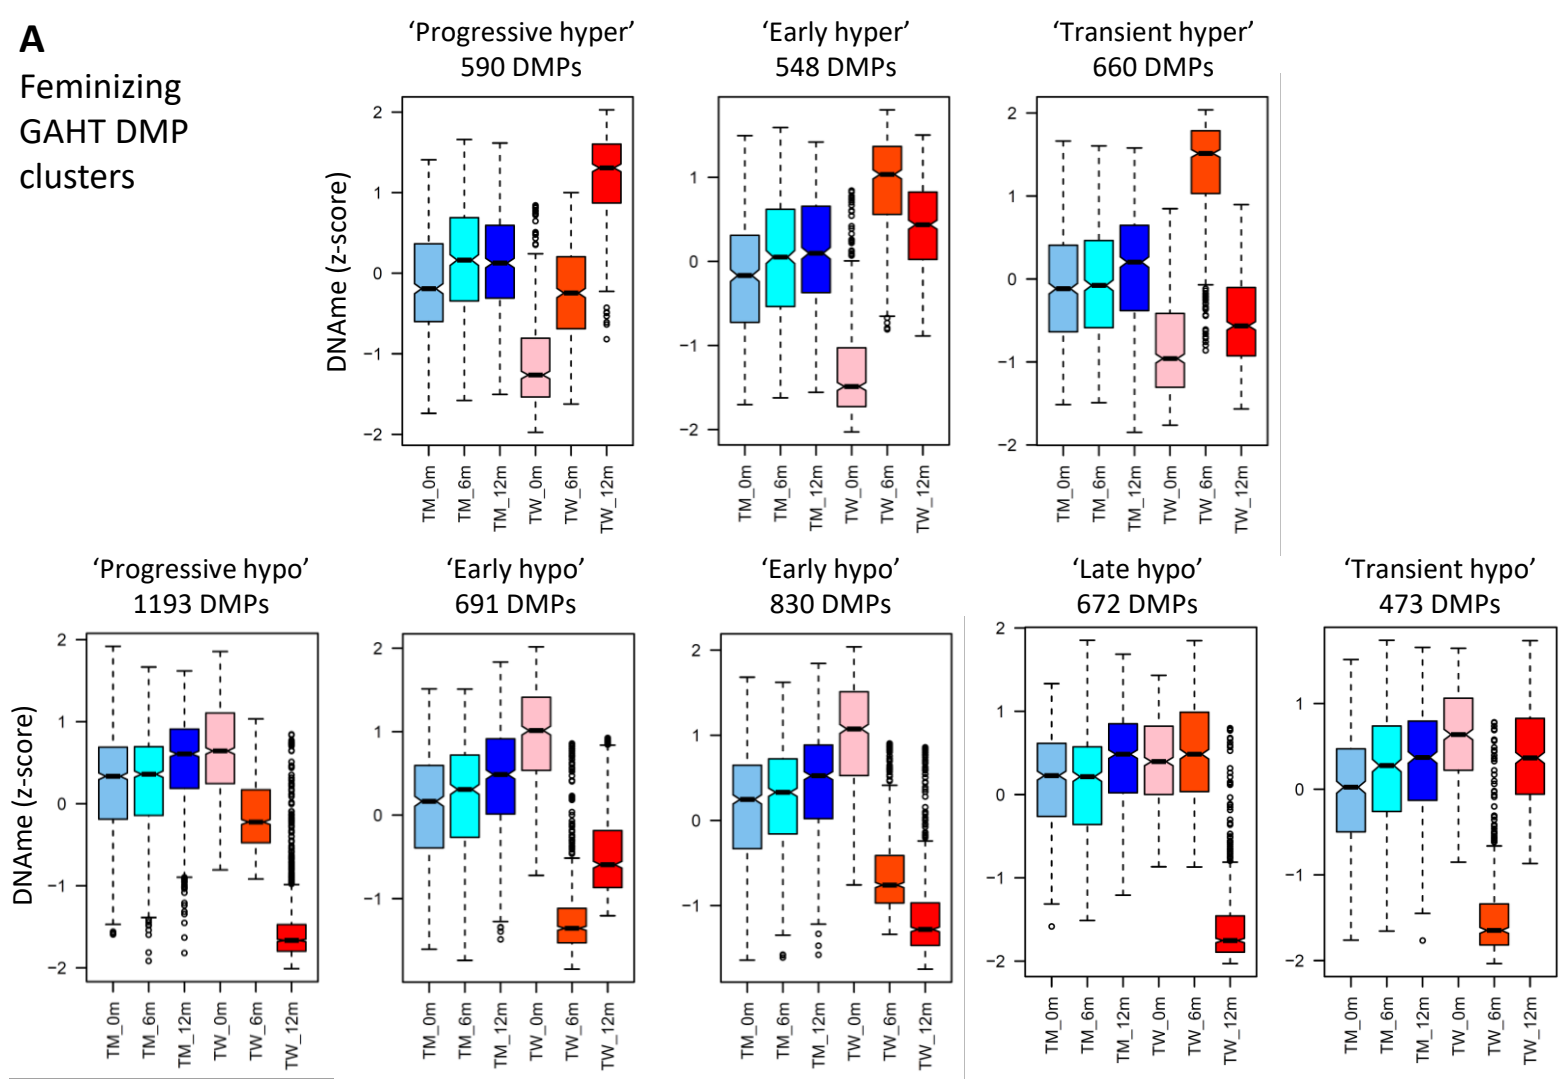 A
Feminizing
GAHT DMP
clusters
‘Progressive hyper’
590 DMPs
‘Early hyper’
548 DMPs
‘Transient hyper’
660 DMPs
DNAme (z-score)
2
1
0
−1
−2
TM_0m
TM_6m
TM_12m
TW_0m
TW_6m
TW_12m
1
0
−1
−2
TM_0m
TM_6m
TM_12m
TW_0m
TW_6m
TW_12m
2
1
0
−1
−2
TM_0m
TM_6m
TM_12m
TW_0m
TW_6m
TW_12m
‘Progressive hypo’
1193 DMPs
‘Early hypo’
691 DMPs
‘Early hypo’
830 DMPs
‘Late hypo’
672 DMPs
‘Transient hypo’
473 DMPs
DNAme (z-score)
2
1
0
−1
−2
TM_0m
TM_6m
TM_12m
TW_0m
TW_6m
TW_12m
2
1
0
−1
TM_0m
TM_6m
TM_12m
TW_0m
TW_6m
TW_12m
2
1
0
−1
TM_0m
TM_6m
TM_12m
TW_0m
TW_6m
TW_12m
2
1
0
−1
−2
TM_0m
TM_6m
TM_12m
TW_0m
TW_6m
TW_12m
1
0
−1
−2
TM_0m
TM_6m
TM_12m
TW_0m
TW_6m
TW_12m